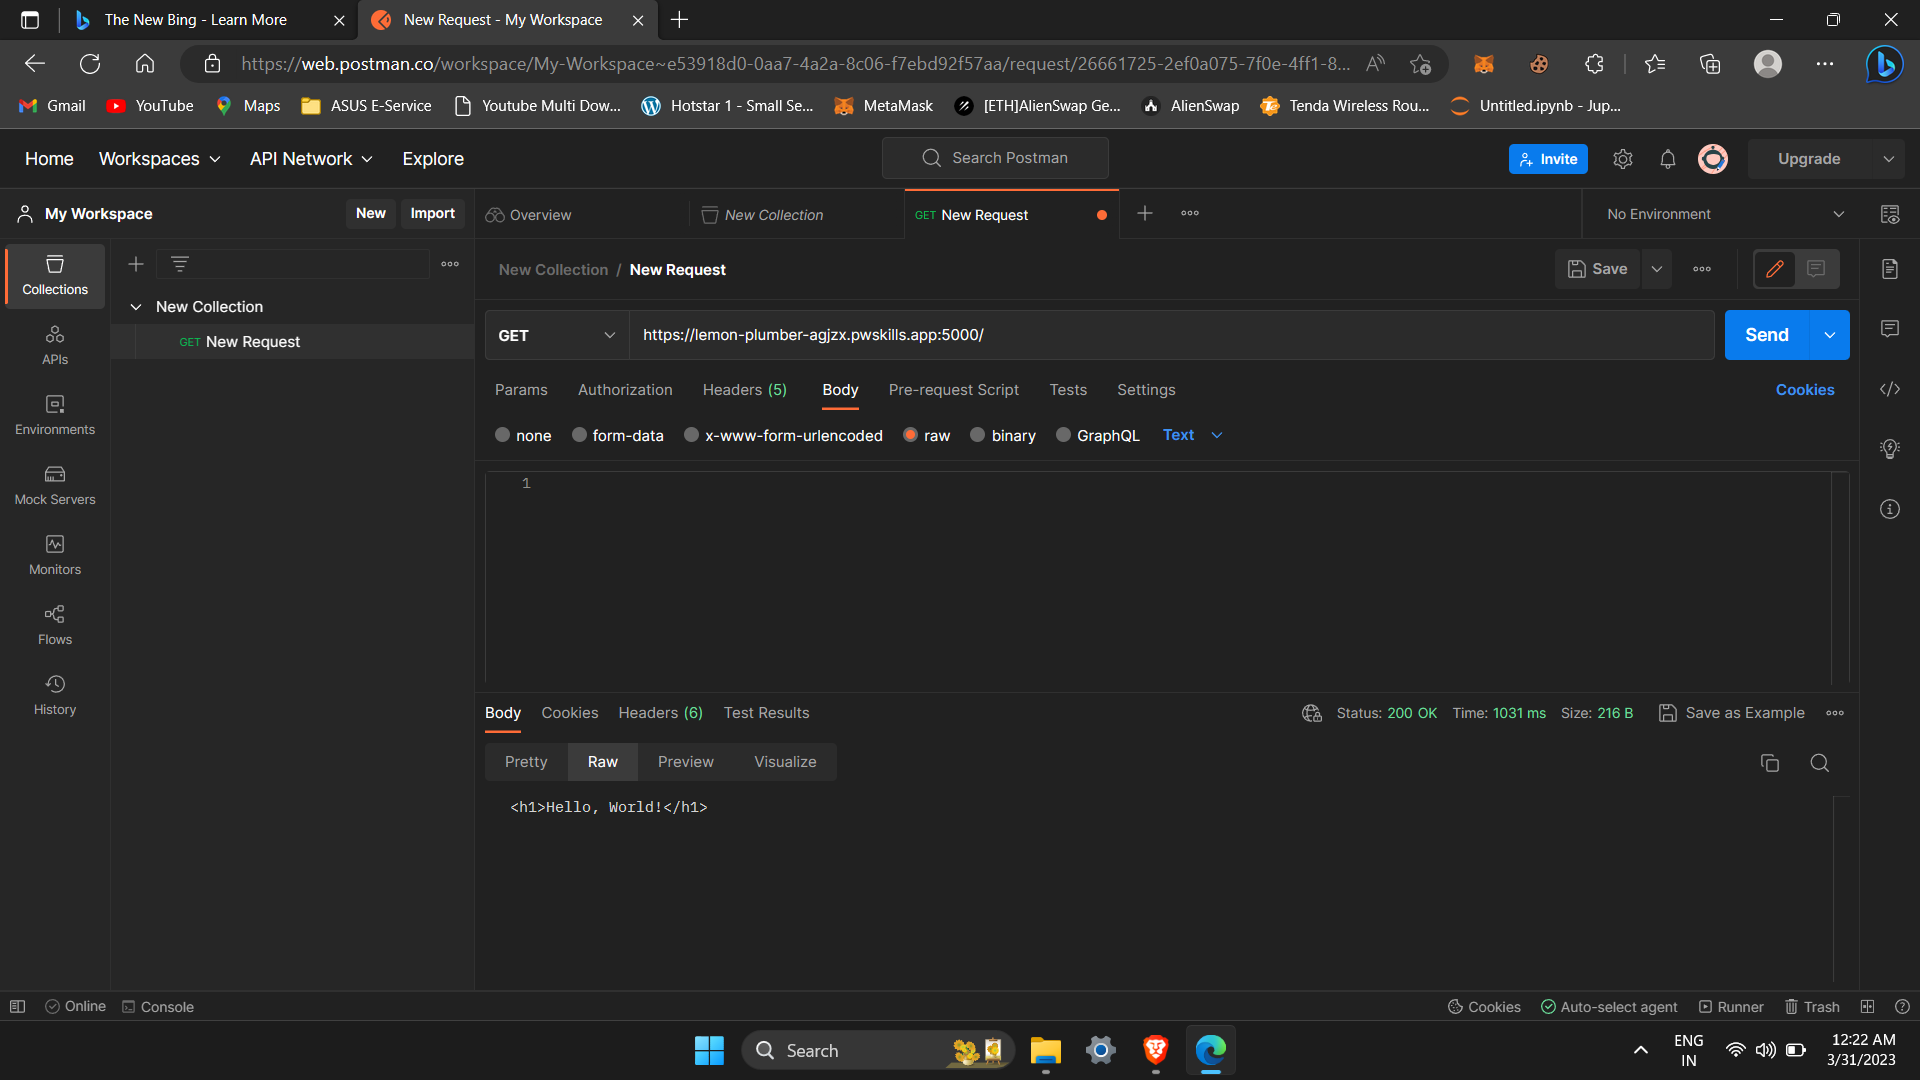 The New Bing - Learn More
New Request - My Workspace
https://web.postman.co/workspace/My-Workspace~e53918d0-0aa7-4a2a-8c06-f7ebd92f57aa/request/26661725-2ef0a075-7f0e-4ff1-8...
Gmail YouTube Maps ASUS E-Service Youtube Multi Dow... Hotstar 1 - Small Se... MetaMask [ETH]AlienSwap Ge... AlienSwap Tenda Wireless Rou... Untitled.ipynb - Jup...
Home Workspaces API Network Explore Search Postman Invite Upgrade
My Workspace New Import Overview New Collection GET New Request No Environment
Collections
APIs
Environments
Mock Servers
Monitors
Flows
History
New Collection
GET New Request
New Collection / New Request Save
GET https://lemon-plumber-agjzx.pwskills.app:5000/ Send
Params Authorization Headers (5) Body Pre-request Script Tests Settings Cookies
none form-data x-www-form-urlencoded raw binary GraphQL Text
1
Body Cookies Headers (6) Test Results Status: 200 OK Time: 1031 ms Size: 216 B Save as Example
Pretty Raw Preview Visualize
<h1>Hello, World!</h1>
Online Console Cookies Auto-select agent Runner Trash
Search
ENG
IN
12:22 AM
3/31/2023